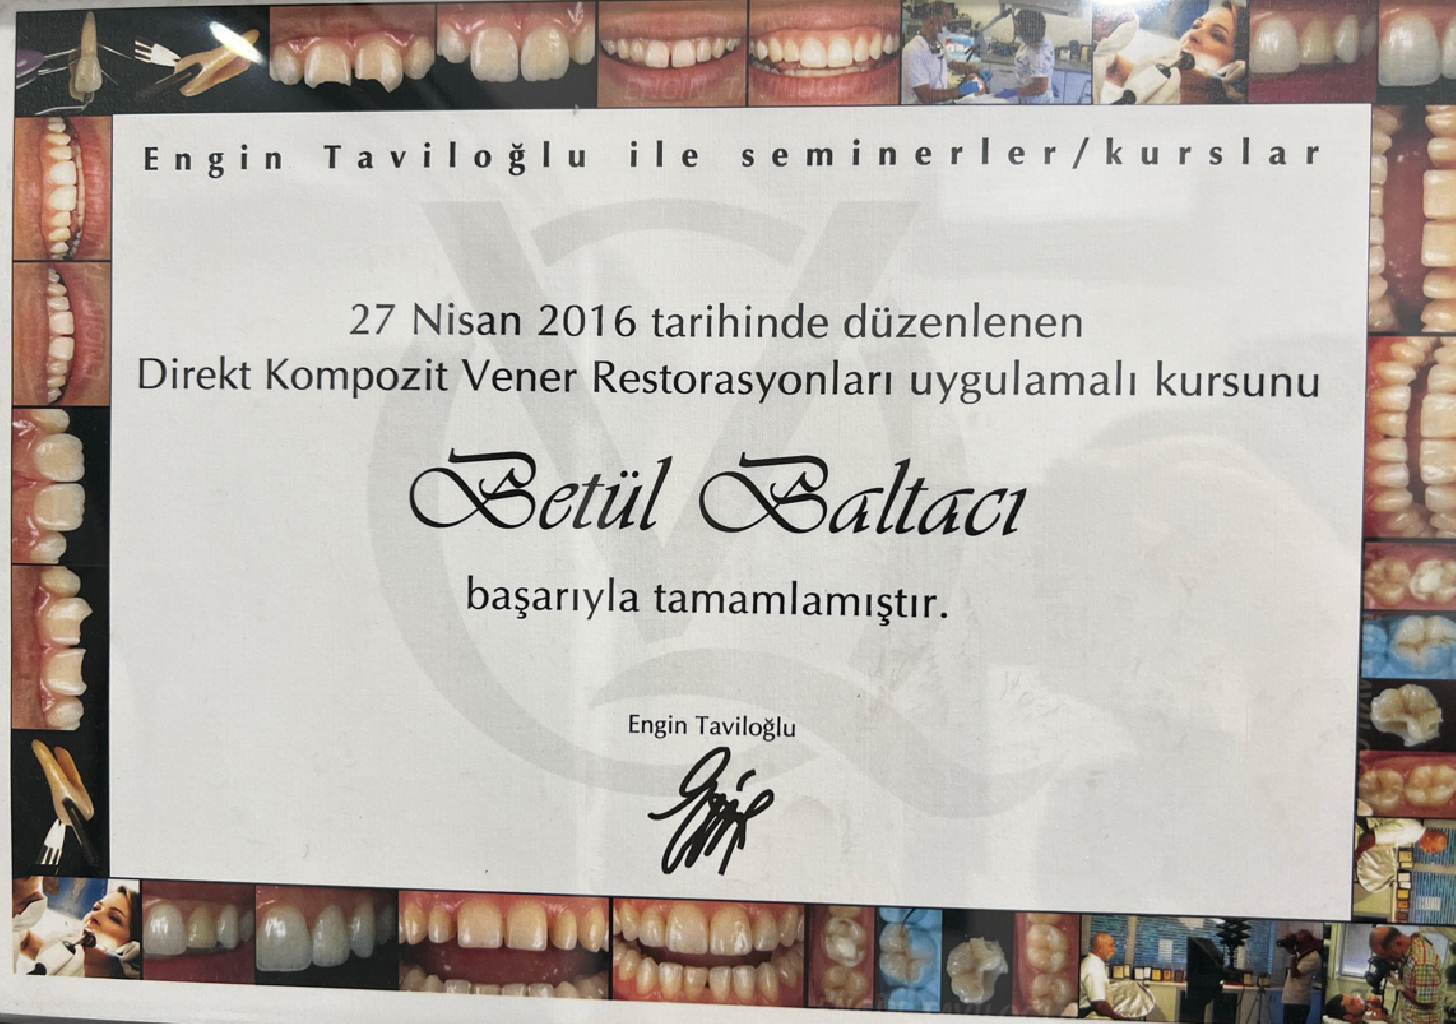 Engin Taviloğlu ile seminerler/kurslar
27 Nisan 2016 tarihinde düzenlenen
Direkt Kompozit Vener Restorasyonları uygulamalı kursunu
Betül Baltacı
başarıyla tamamlamıştır.
Engin Taviloğlu